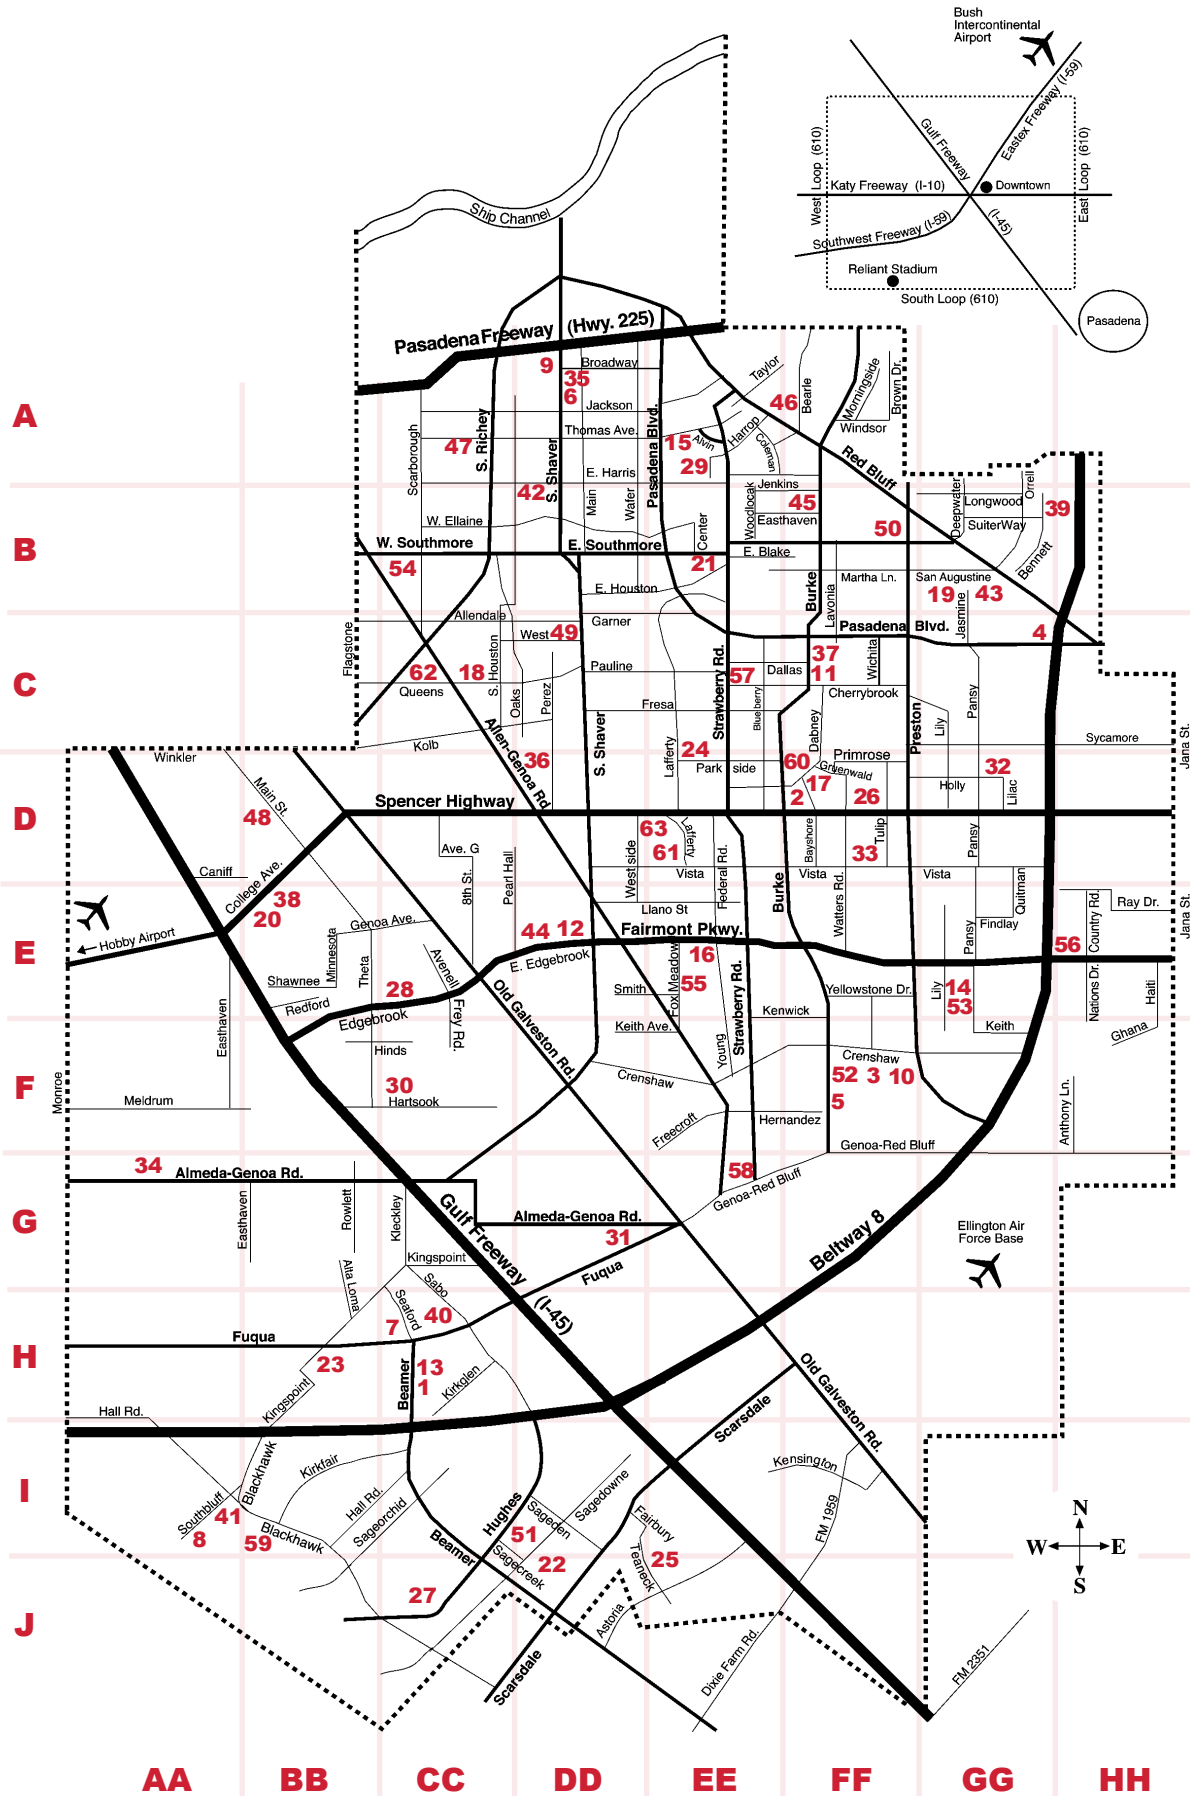 Bush
Intercontinental
Airport
Gulf Freeway
Eastex Freeway (I-59)
West Loop (610)
East Loop (610)
Katy Freeway (I-10)
Downtown
Southwest Freeway (I-59)
(I-45)
Reliant Stadium
South Loop (610)
Pasadena
Ship Channel
Pasadena Freeway (Hwy. 225)
9
Broadway
35
6
Jackson
Taylor
Bearle
Morningside
Brown Dr.
46
A
Scarborough
47
S. Richey
S. Shaver
Thomas Ave.
Pasadena Blvd.
15
Alvin
Harrop
Coleman
Windsor
29
E. Harris
Red Bluff
42
Main
Water
Jenkins
Woodlocak
45
Easthaven
50
Deepwater
Longwood
Orrell
SuiterWay
39
Bennett
W. Ellaine
Center
B
W. Southmore
E. Southmore
54
21
E. Blake
E. Houston
Burke
Martha Ln.
Lavonia
San Augustine
19
43
Jasmine
Allendale
West
49
Garner
Pasadena Blvd.
4
Flagstone
62
18
S. Houston
Queens
Oaks
Perez
Pauline
Strawberry Rd.
57
Dallas
37
11
Wichita
C
Cherrybrook
Blueberry
Fresa
Dabney
Preston
Lily
Pansy
Kolb
Allen-Genoa Rd.
36
S. Shaver
Lafferty
24
Park side
60
Primrose
Gruenwald
17
2
26
Sycamore
Jana St.
32
Holly
Lilac
Winkler
Main St.
48
D
Spencer Highway
63
Lafferty
61
West side
Ave. G
8th St.
Pearl Hall
Federal Rd.
Vista
Bayshore
Tulip
33
Vista
Vista
Pansy
Caniff
College Ave.
38
20
Burke
Watters Rd.
Quitman
Findlay
Pansy
Country Rd.
Ray Dr.
Jana St.
Llano St
Genoa Ave.
Hobby Airport
E
44
12
Fairmont Pkwy.
E. Edgebrook
16
55
56
Minnesota
Theta
Shawnee
Avenell
28
Redford
Edgebrook
Frey Rd.
Smith
Fox Meadow
Strawberry Rd.
Yellowstone Dr.
Lily
14
53
Nations Dr.
Haiti
Ghana
Kenwick
Keith Ave.
Keith
Easthaven
Hinds
Old Galveston Rd.
Young
Crenshaw
Crenshaw
F
Monroe
30
Hartsook
Meldrum
52
3
10
5
Anthony Ln.
Freecroft
Hernandez
Genoa-Red Bluff
58
Genoa-Red Bluff
34
Almeda-Genoa Rd.
G
Easthaven
Rowlett
Kleckley
Gulf Freeway
Almeda-Genoa Rd.
31
Kingspoint
Fuqua
Beltway 8
Ellington Air
Force Base
Alta Loma
Sabo
Seaford
40
7
(I-45)
H
Fuqua
23
Beamer
13
1
Kirkglen
Kingspoint
Hall Rd.
Scarsdale
Old Galveston Rd.
I
Blackhawk
Kirkfair
Southbluff
41
8
59
Blackhawk
Hall Rd.
Sageorchid
Beamer
Hughes
51
Sageden
Sagedowne
Sagecreek
22
Fairbury
Teaneck
25
Kensington
FM 1959
N
W
E
S
J
27
Astoria
Scarsdale
Dixie Farm Rd.
FM 2351
AA
BB
CC
DD
EE
FF
GG
HH